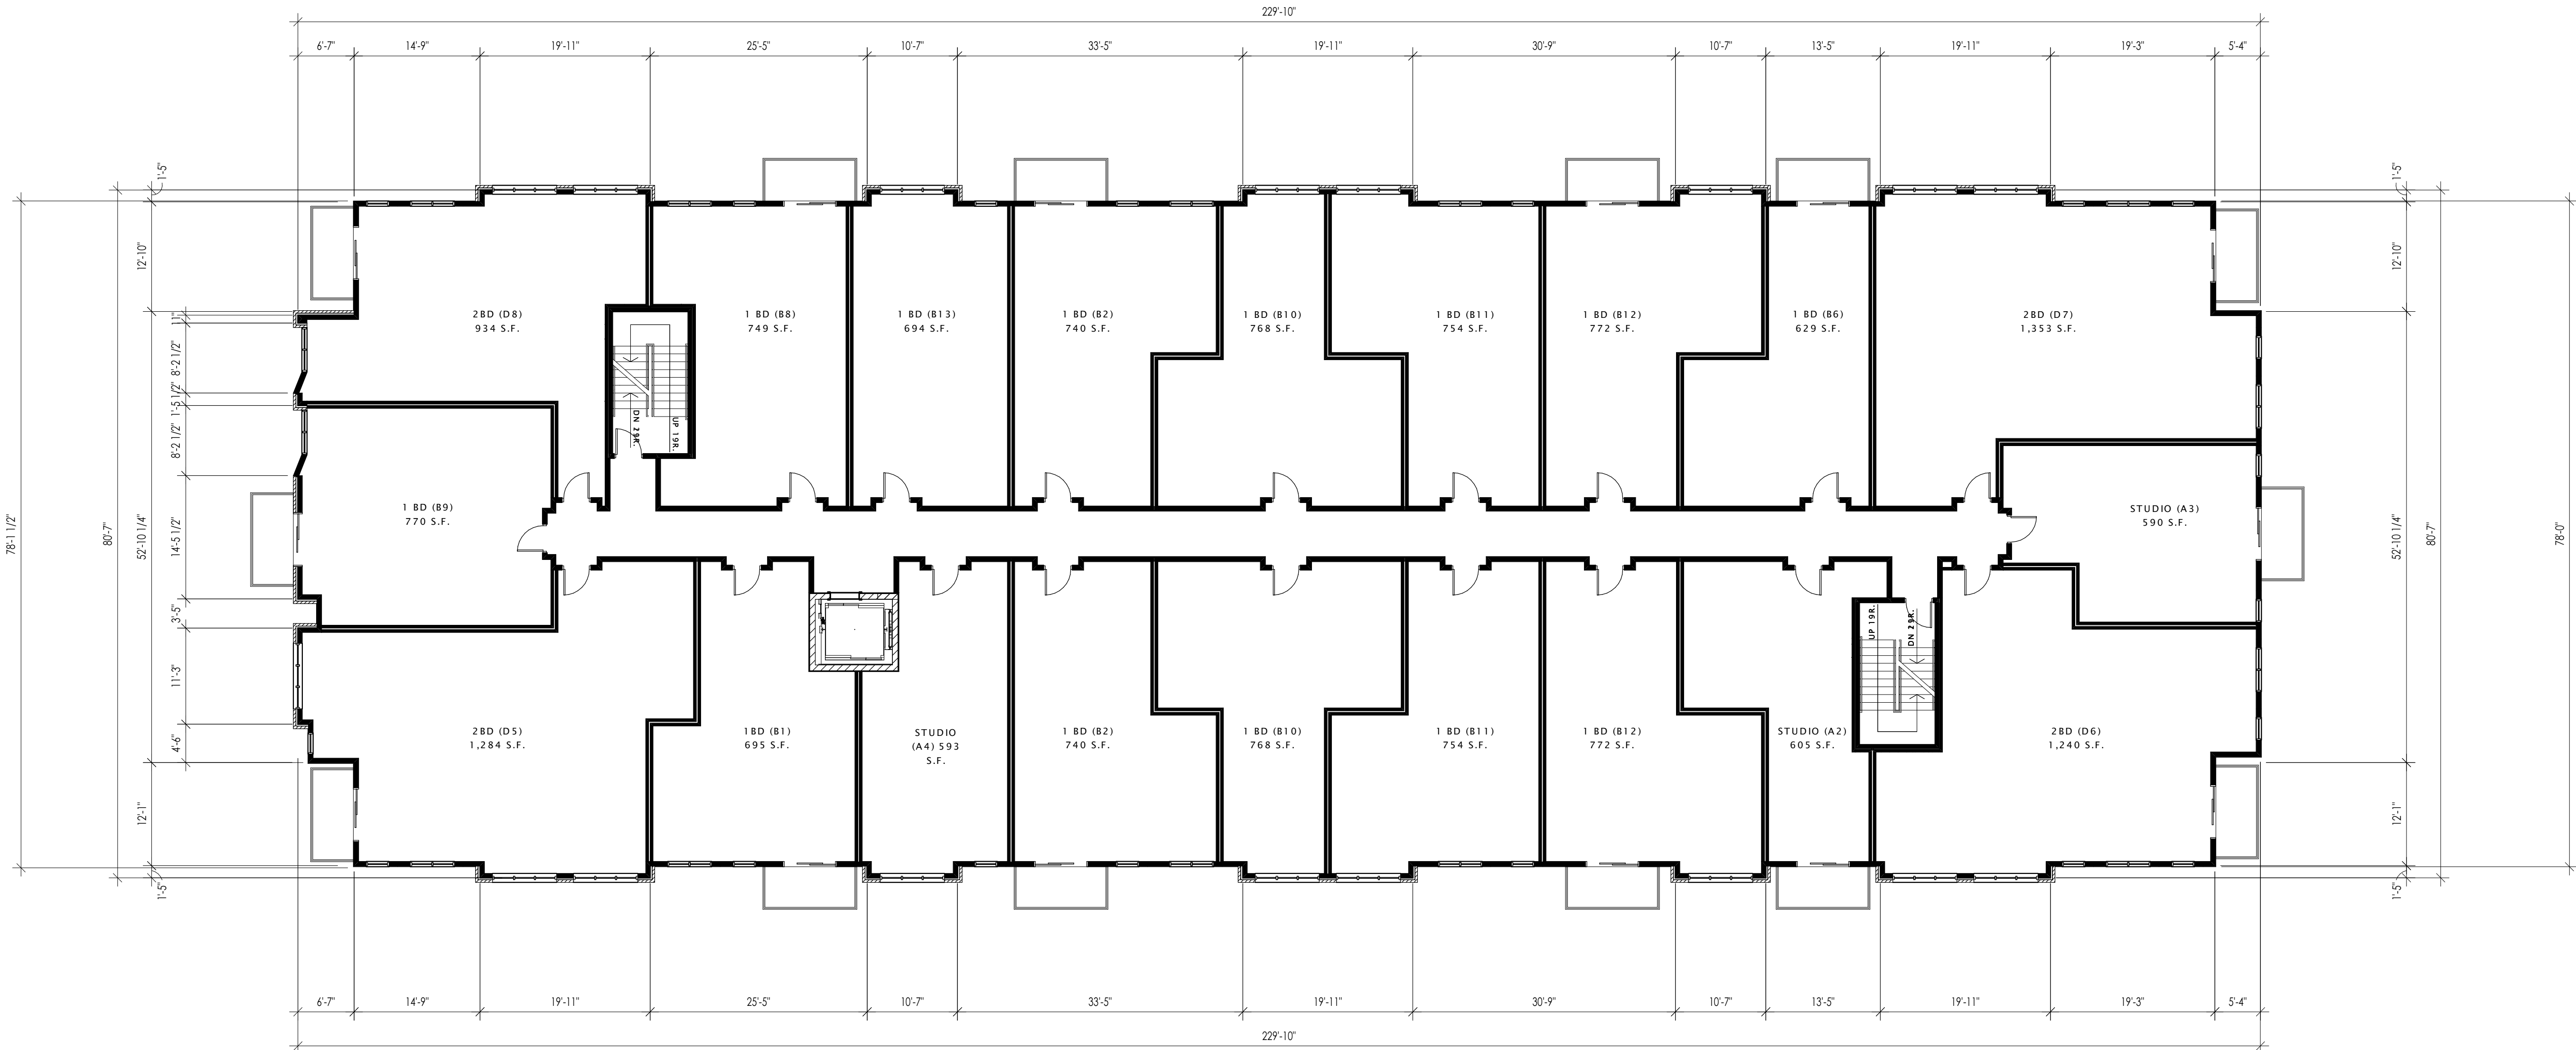 229'-10"
6'-7" 14'-9" 19'-11" 25'-5" 10'-7" 33'-5" 19'-11" 30'-9" 10'-7" 13'-5" 19'-11" 19'-3" 5'-4"
1'-5"
1'-5"
12'-10"
12'-10"
2BD (D8)
934 S.F.
1 BD (B8)
749 S.F.
1 BD (B13)
694 S.F.
1 BD (B2)
740 S.F.
1 BD (B10)
768 S.F.
1 BD (B11)
754 S.F.
1 BD (B12)
772 S.F.
1 BD (B6)
629 S.F.
2BD (D7)
1,353 S.F.
DN 29R.
UP 19R.
78'-1 1/2"
80'-7"
52'-10 1/4"
1'-1"
8'-2 1/2"
1'-5 1/2"
8'-2 1/2"
14'-5 1/2"
3'-5"
11'-3"
4'-6"
12'-1"
1'-5"
1 BD (B9)
770 S.F.
STUDIO (A3)
590 S.F.
52'-10 1/4"
80'-7"
78'-0"
UP 19R.
DN 29R.
2BD (D5)
1,284 S.F.
1BD (B1)
695 S.F.
STUDIO
(A4) 593
S.F.
1 BD (B2)
740 S.F.
1 BD (B10)
768 S.F.
1 BD (B11)
754 S.F.
1 BD (B12)
772 S.F.
STUDIO (A2)
605 S.F.
2BD (D6)
1,240 S.F.
12'-1"
1'-5"
6'-7" 14'-9" 19'-11" 25'-5" 10'-7" 33'-5" 19'-11" 30'-9" 10'-7" 13'-5" 19'-11" 19'-3" 5'-4"
229'-10"